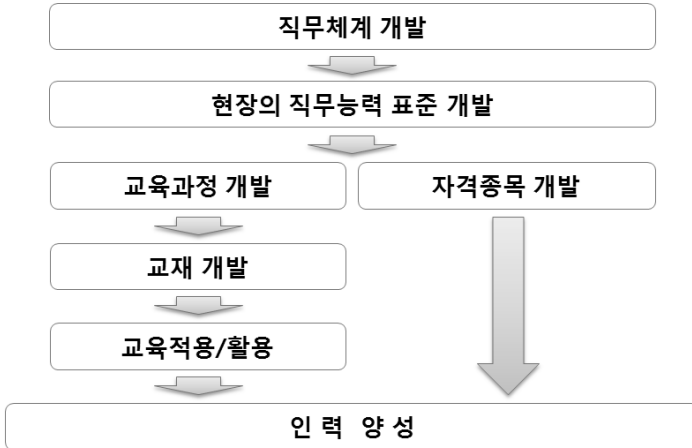 직무체계 개발
현장의 직무능력 표준 개발
교육과정 개발
자격종목 개발
교재 개발
교육적용/활용
인 력 양 성